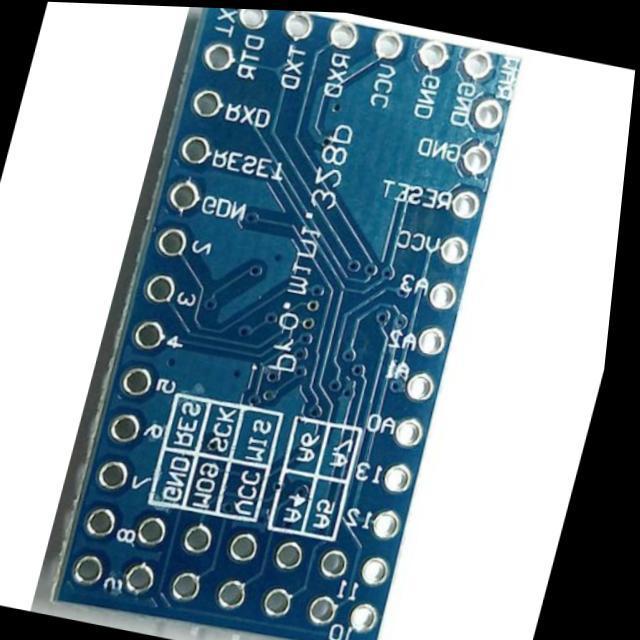 TX
DTR
TXD
RXD
VCC
GND
GND
RAW
RXD
RESET
GDN
2
3
4
5
6
7
8
9
GND
RESET
VCC
A3
A2
A1
A0
13
12
11
10
pro.mini.328P
RES SCK MIS
GND MOS VCC
A6 A7
A4 A5